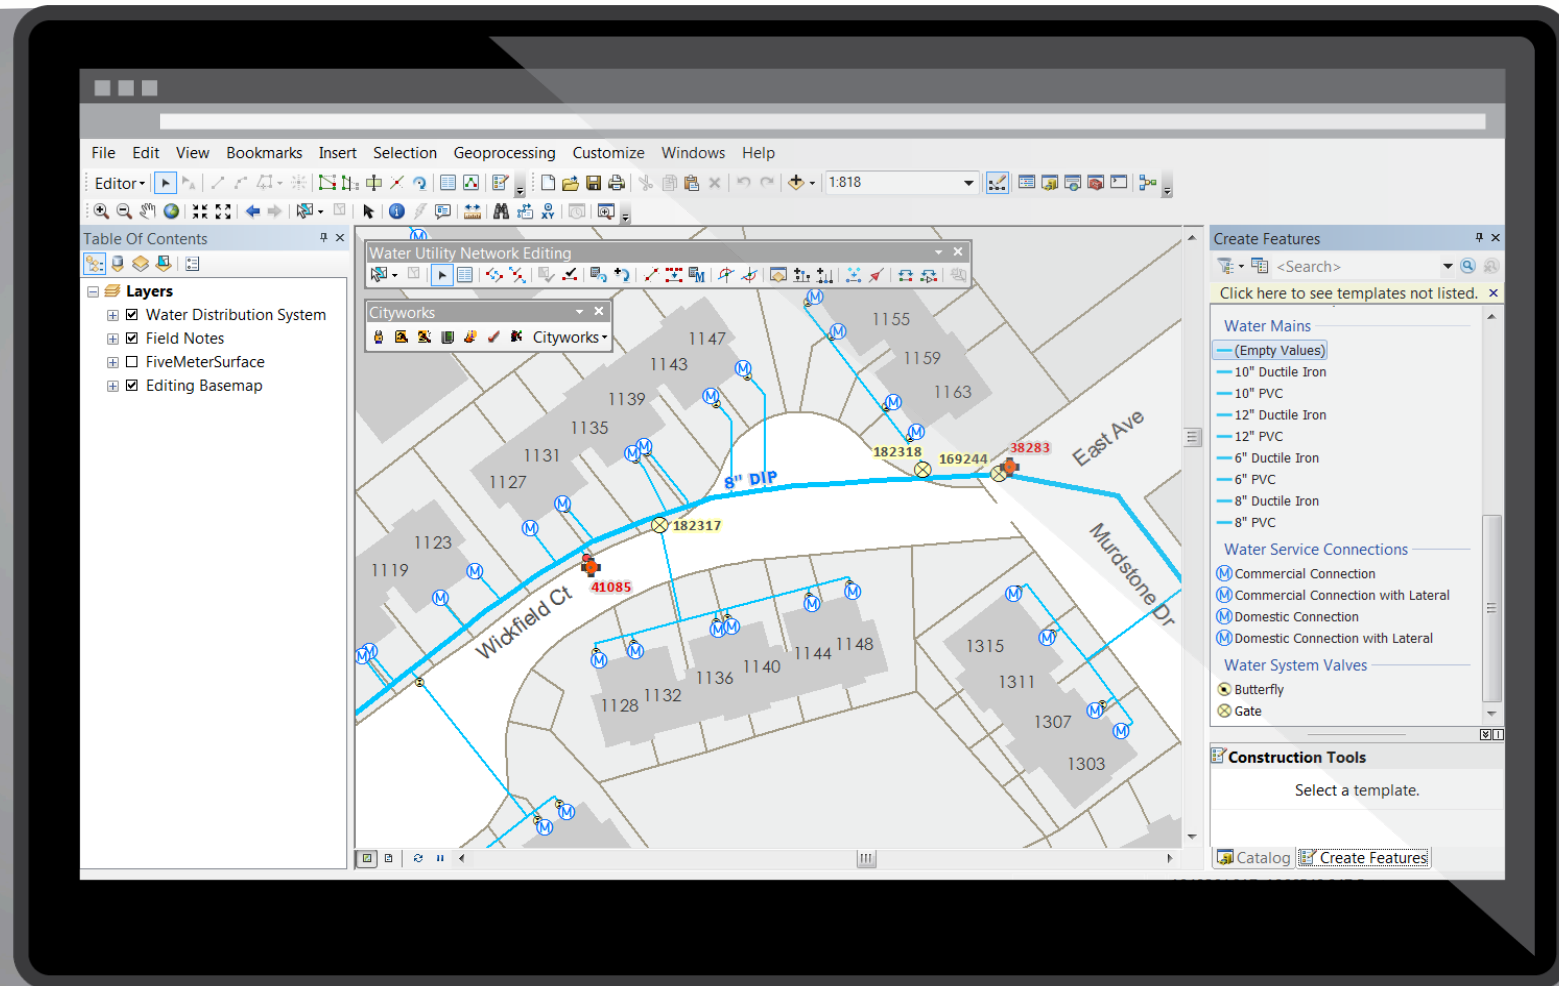 File Edit View Bookmarks Insert Selection Geoprocessing Customize Windows Help
Editor
1:818
Table Of Contents
Layers
Water Distribution System
Field Notes
FiveMeterSurface
Editing Basemap
Water Utility Network Editing
Cityworks
Cityworks
1147
1143
1139
1135
1131
1127
1123
1119
1155
1159
1163
East Ave
182318
169244
38283
8" DIP
182317
41085
Wickfield Ct
Murdstone Dr
1128
1132
1136
1140
1144
1148
1315
1311
1307
1303
Create Features
<Search>
Click here to see templates not listed.
Water Mains
(Empty Values)
10" Ductile Iron
10" PVC
12" Ductile Iron
12" PVC
6" Ductile Iron
6" PVC
8" Ductile Iron
8" PVC
Water Service Connections
M Commercial Connection
M Commercial Connection with Lateral
M Domestic Connection
M Domestic Connection with Lateral
Water System Valves
Butterfly
Gate
Construction Tools
Select a template.
Catalog Create Features